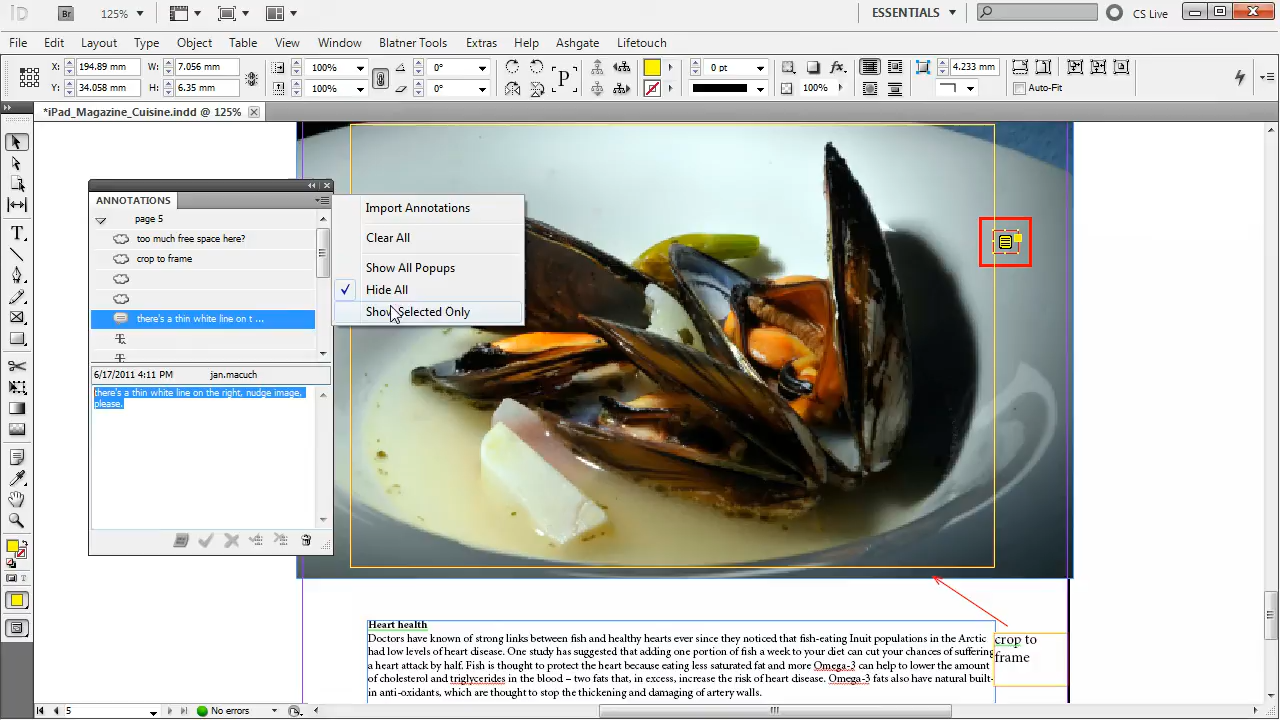 Id Br 125% ESSENTIALS CS Live
File Edit Layout Type Object Table View Window Blatner Tools Extras Help Ashgate Lifetouch
X: 194.89 mm W: 7.056 mm 100% 0° P 0 pt fx 4.233 mm
Y: 34.058 mm H: 6.35 mm 100% 0° 100% Auto-Fit
*iPad_Magazine_Cuisine.indd @ 125%
ANNOTATIONS
page 5
too much free space here?
crop to frame
there's a thin white line on t ...
6/17/2011 4:11 PM jan.macuch
there's a thin white line on the right, nudge image,
please.
Import Annotations
Clear All
Show All Popups
Hide All
Show Selected Only
Heart health
Doctors have known of strong links between fish and healthy hearts ever since they noticed that fish-eating Inuit populations in the Arctic
had low levels of heart disease. One study has suggested that adding one portion of fish a week to your diet can cut your chances of suffering
a heart attack by half. Fish is thought to protect the heart because eating less saturated fat and more Omega-3 can help to lower the amount
of cholesterol and triglycerides in the blood – two fats that, in excess, increase the risk of heart disease. Omega-3 fats also have natural built-
in anti-oxidants, which are thought to stop the thickening and damaging of artery walls.
crop to
frame
5 No errors